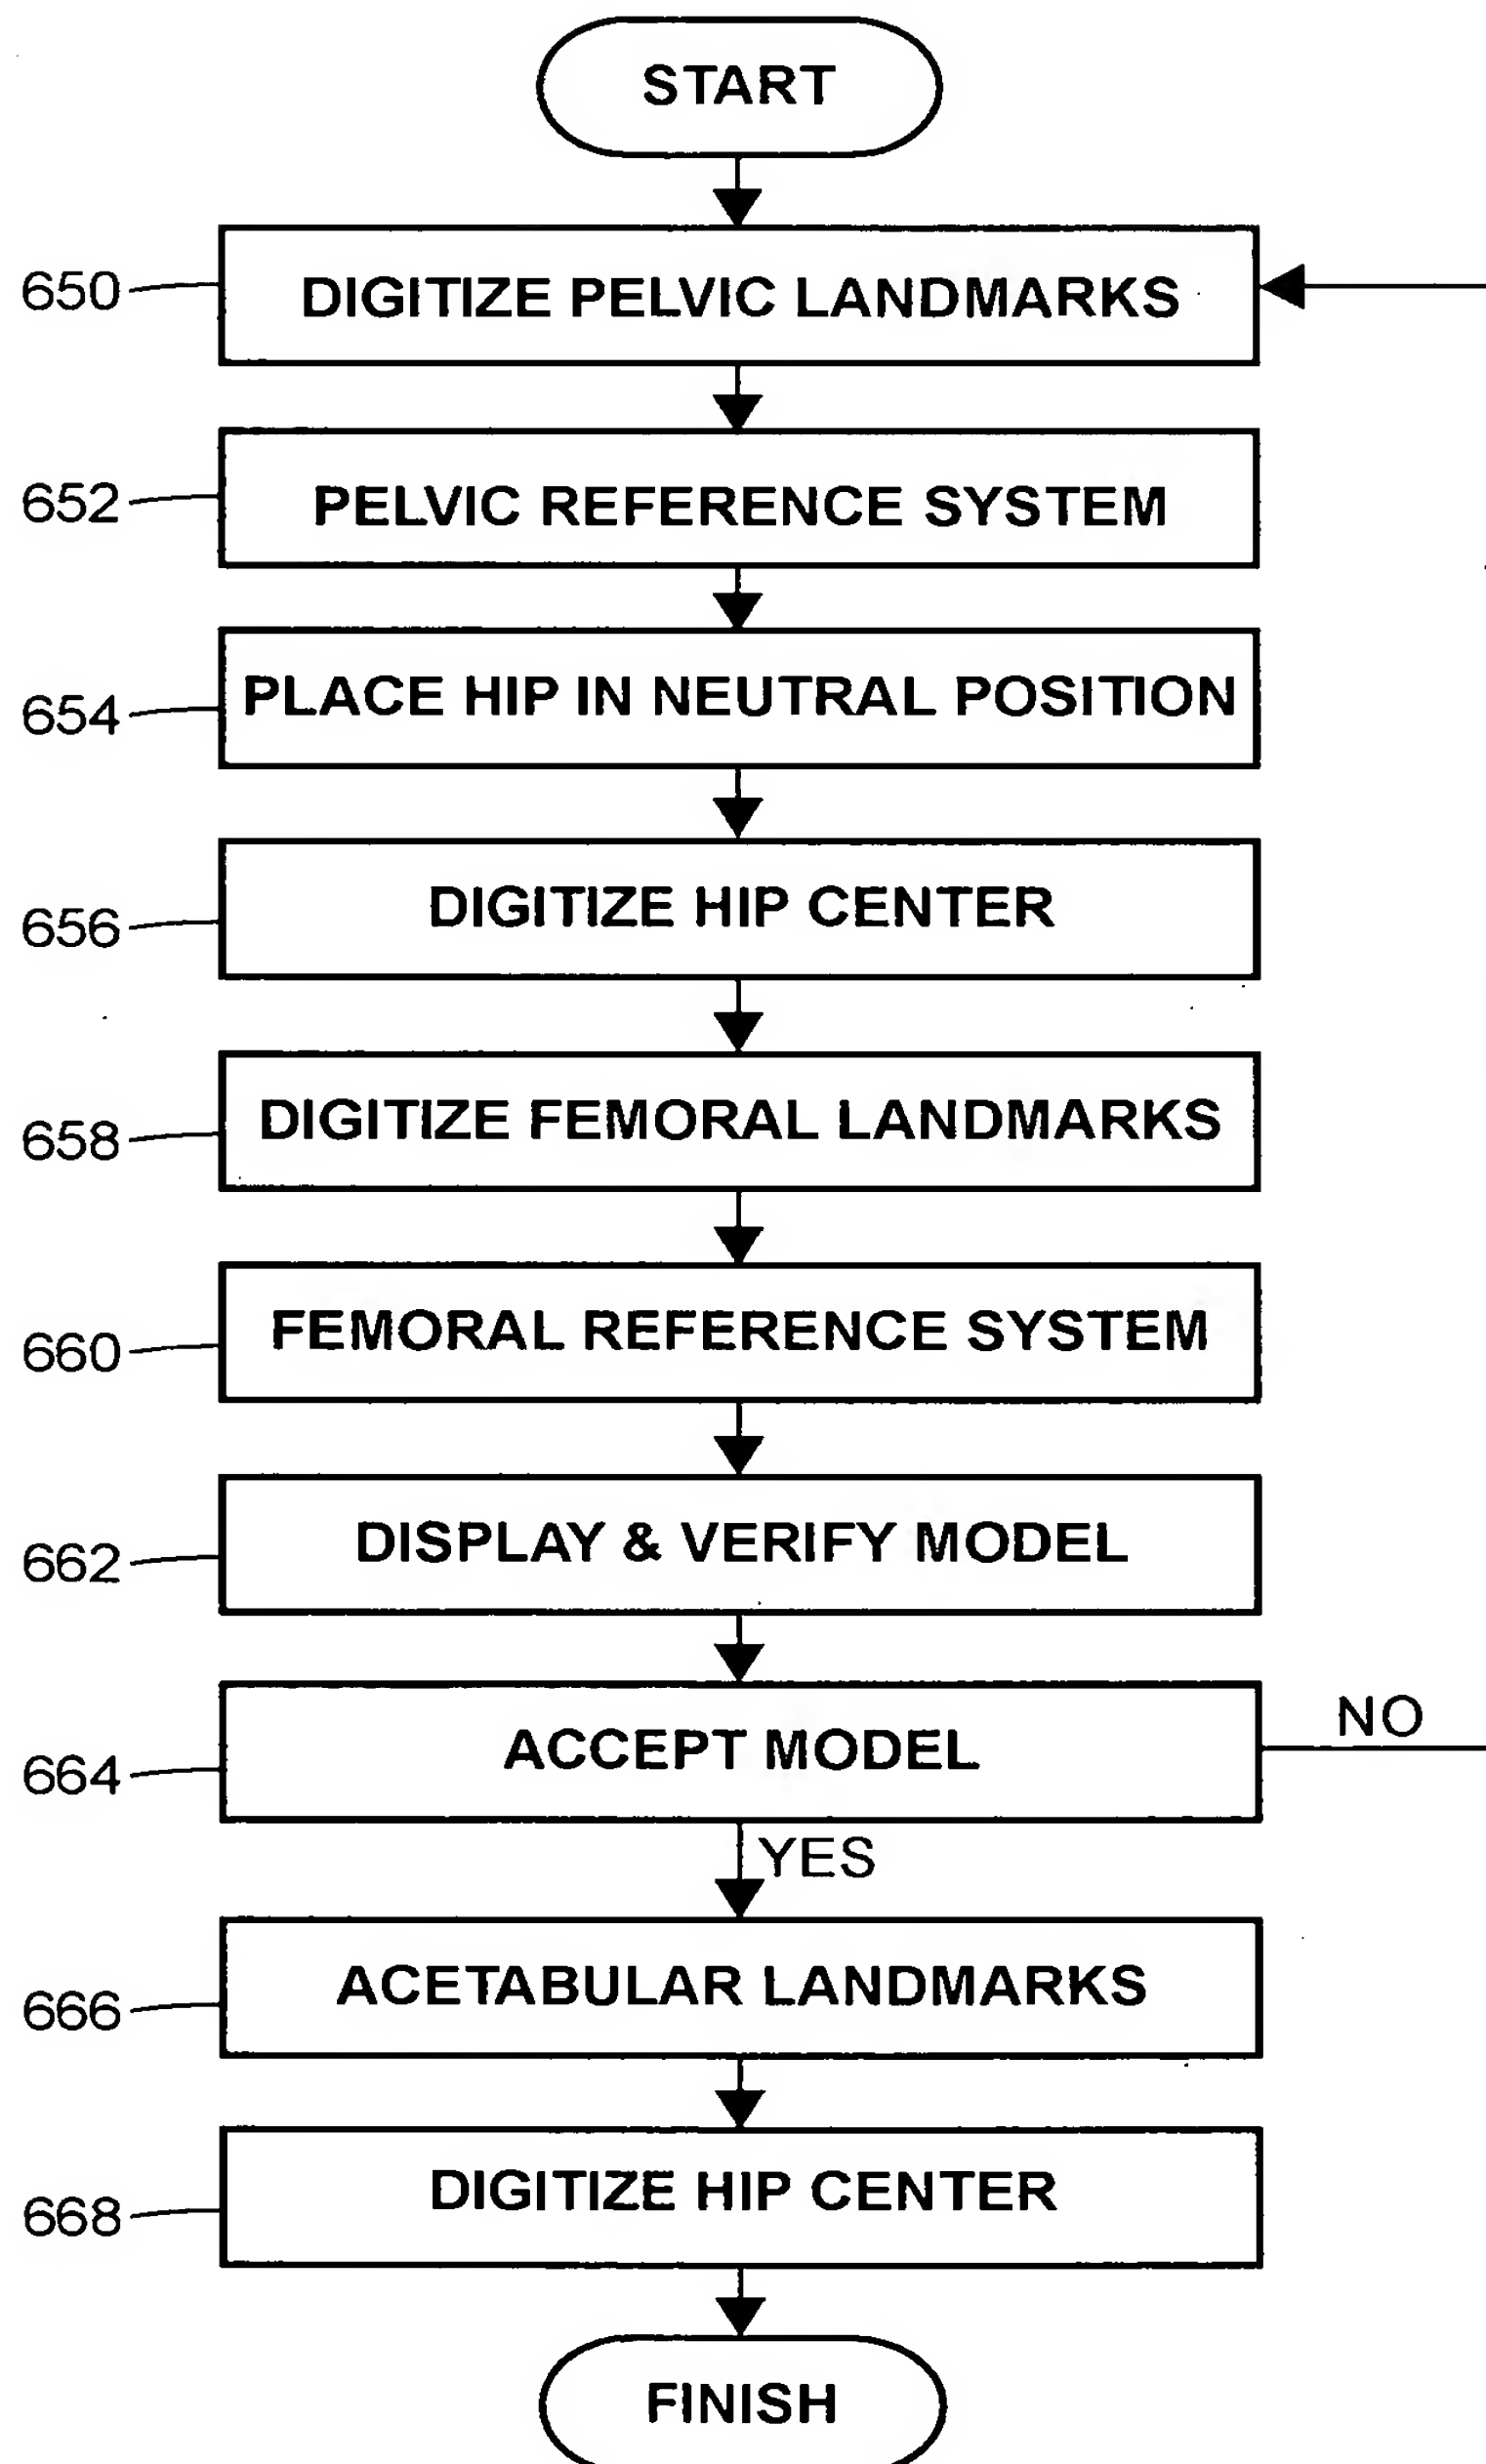 START
650
DIGITIZE PELVIC LANDMARKS
652
PELVIC REFERENCE SYSTEM
654
PLACE HIP IN NEUTRAL POSITION
656
DIGITIZE HIP CENTER
658
DIGITIZE FEMORAL LANDMARKS
660
FEMORAL REFERENCE SYSTEM
662
DISPLAY & VERIFY MODEL
664
ACCEPT MODEL
NO
YES
666
ACETABULAR LANDMARKS
668
DIGITIZE HIP CENTER
FINISH